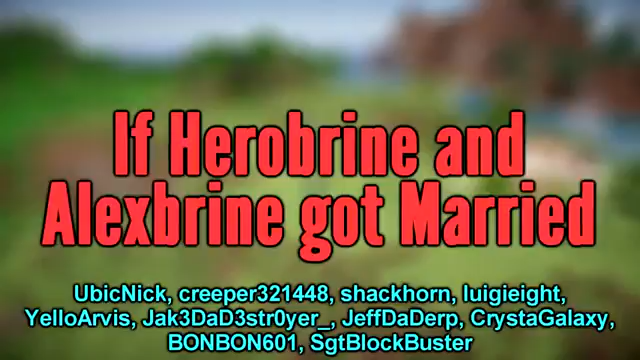 If Herobrine and
Alexbrine got Married
UbicNick, creeper321448, shackhorn, luigieight,
YelloArvis, Jak3DaD3str0yer_, JeffDaDerp, CrystaGalaxy,
BONBON601, SgtBlockBuster